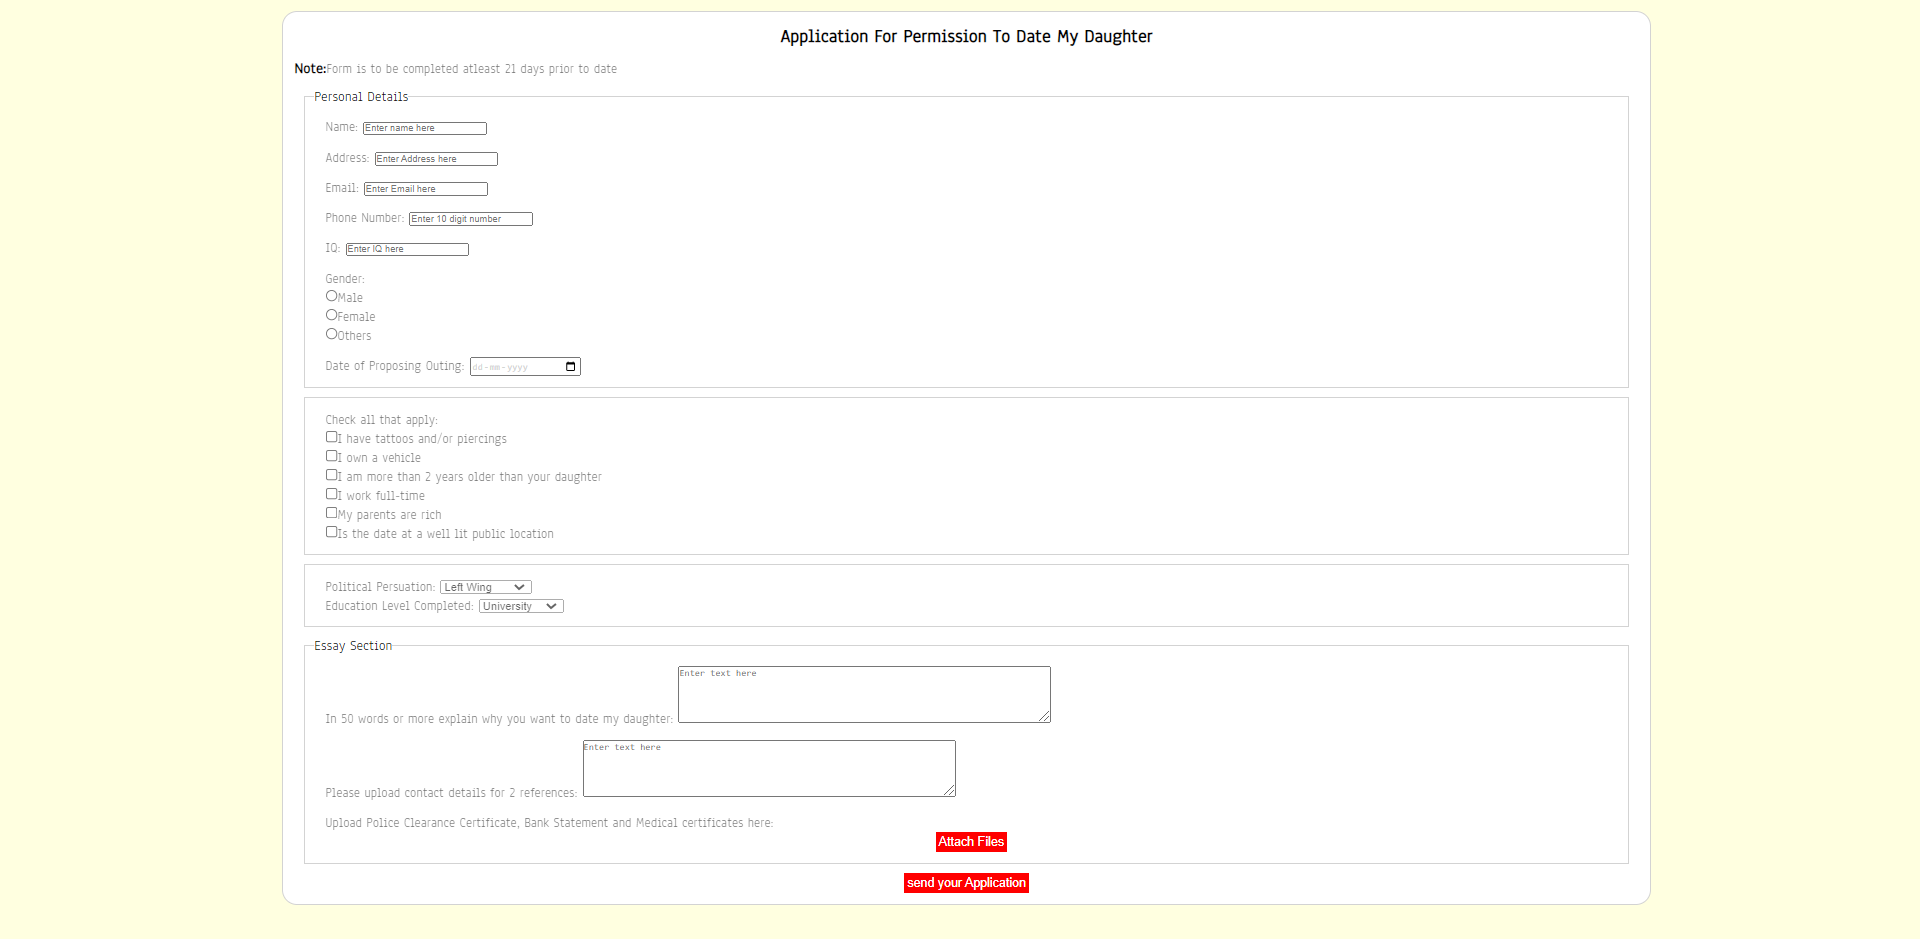 Application For Permission To Date My Daughter
Note:Form is to be completed atleast 21 days prior to date
Personal Details
Name: Enter name here
Address: Enter Address here
Email: Enter Email here
Phone Number: Enter 10 digit number
IQ: Enter IQ here
Gender:
Male
Female
Others
Date of Proposing Outing: dd-mm-yyyy
Check all that apply:
I have tattoos and/or piercings
I own a vehicle
I am more than 2 years older than your daughter
I work full-time
My parents are rich
Is the date at a well lit public location
Political Persuation: Left Wing
Education Level Completed: University
Essay Section
Enter text here
In 50 words or more explain why you want to date my daughter:
Enter text here
Please upload contact details for 2 references:
Upload Police Clearance Certificate, Bank Statement and Medical certificates here:
Attach Files
send your Application